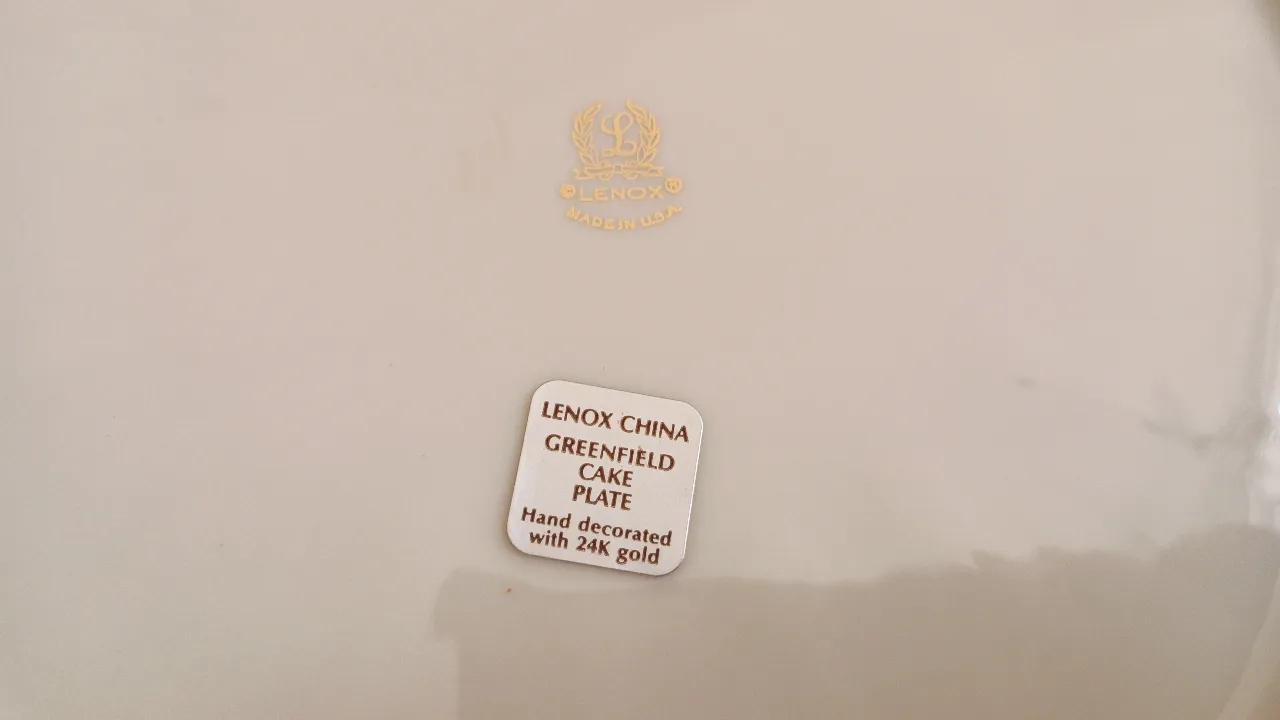 L
© LENOX ®
MADE IN U.S.A.
LENOX CHINA
GREENFIELD
CAKE
PLATE
Hand decorated
with 24K gold